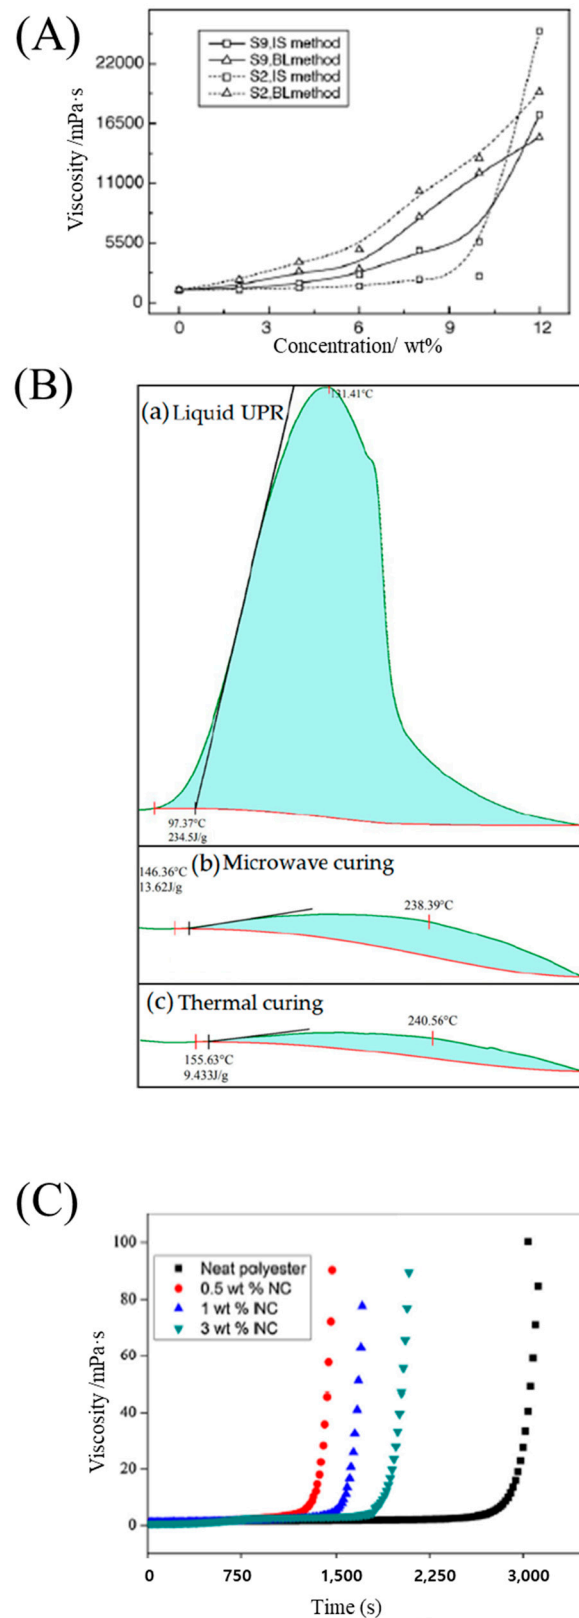 (A)
S9,IS method
S9,BLmethod
S2,IS method
S2,BLmethod
22000
16500
11000
5500
0
Viscosity /mPa·s
0 3 6 9 12
Concentration/ wt%
(B)
131.41°C
(a) Liquid UPR
97.37°C
234.5J/g
(b) Microwave curing
146.36°C
13.62J/g
238.39°C
(c) Thermal curing
240.56°C
155.63°C
9.433J/g
(C)
100
80
60
40
20
0
Neat polyester
0.5 wt % NC
1 wt % NC
3 wt % NC
Viscosity /mPa·s
0 750 1,500 2,250 3,000
Time (s)